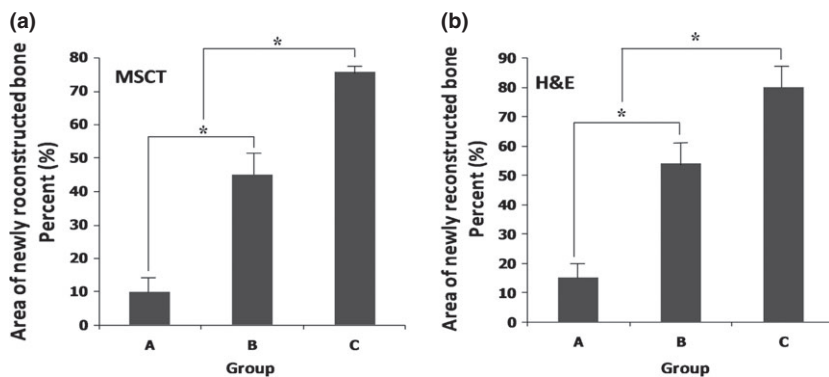 (a)
Area of newly roconstructed bone
Percent (%)
80
70
60
50
40
30
20
10
0
MSCT
*
*
A B C
Group
(b)
Area of newly reconstructed bone
Percent (%)
90
80
70
60
50
40
30
20
10
0
H&E
*
*
A B C
Group